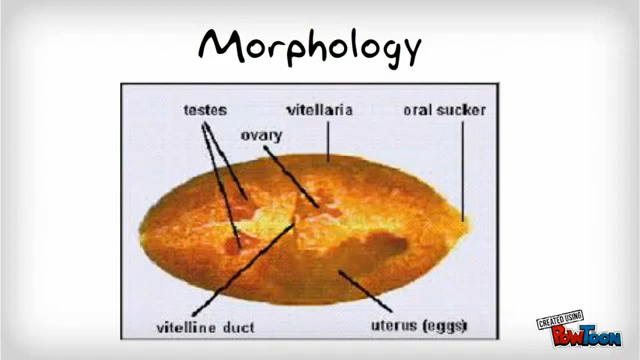 Morphology
testes
vitellaria
oral sucker
ovary
vitelline duct
uterus (eggs)
CREATED USING
POWTOON